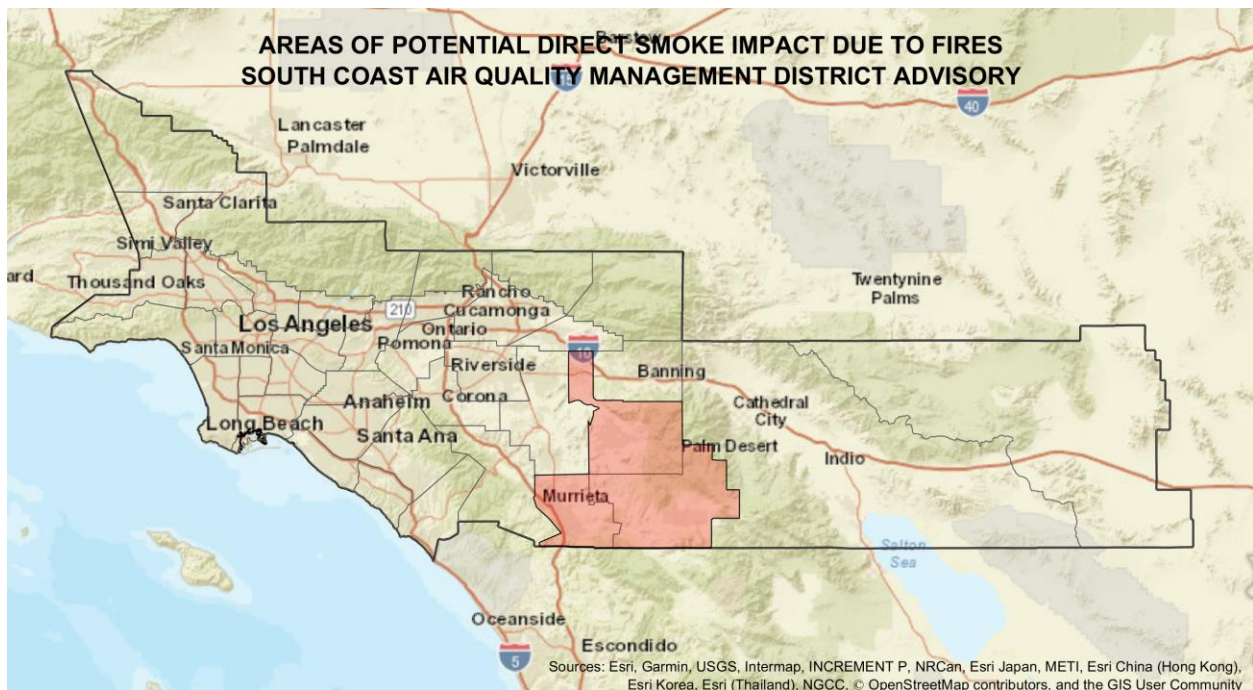 AREAS OF POTENTIAL DIRECT SMOKE IMPACT DUE TO FIRES
SOUTH COAST AIR QUALITY MANAGEMENT DISTRICT ADVISORY
Barstow
15
40
Lancaster
Palmdale
Victorville
Santa Clarita
Simi Valley
ard
Thousand Oaks
Twentynine
Palms
Rancho
Cucamonga
210
Los Angeles
Ontario
Pomona
Santa Monica
10
Riverside
Banning
Corona
Anaheim
Cathedral
City
Long Beach
Santa Ana
Palm Desert
Indio
Murrieta
Salton
Sea
Oceanside
Escondido
5
Sources: Esri, Garmin, USGS, Intermap, INCREMENT P, NRCan, Esri Japan, METI, Esri China (Hong Kong),
Esri Korea, Esri (Thailand), NGCC, © OpenStreetMap contributors, and the GIS User Community